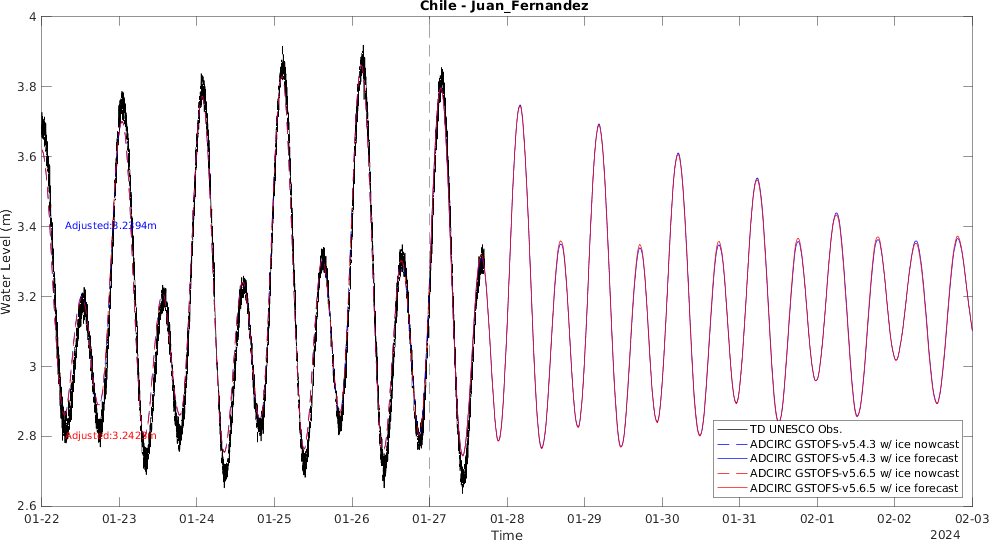 Chile - Juan_Fernandez
Water Level (m)
4
3.8
3.6
3.4
3.2
3
2.8
2.6
Adjusted:3.2394m
TD UNESCO Obs.
ADCIRC GSTOFS-v5.4.3 w/ ice nowcast
ADCIRC GSTOFS-v5.4.3 w/ ice forecast
ADCIRC GSTOFS-v5.6.5 w/ ice nowcast
ADCIRC GSTOFS-v5.6.5 w/ ice forecast
01-22 01-23 01-24 01-25 01-26 01-27 01-28 01-29 01-30 01-31 02-01 02-02 02-03
Time
2024